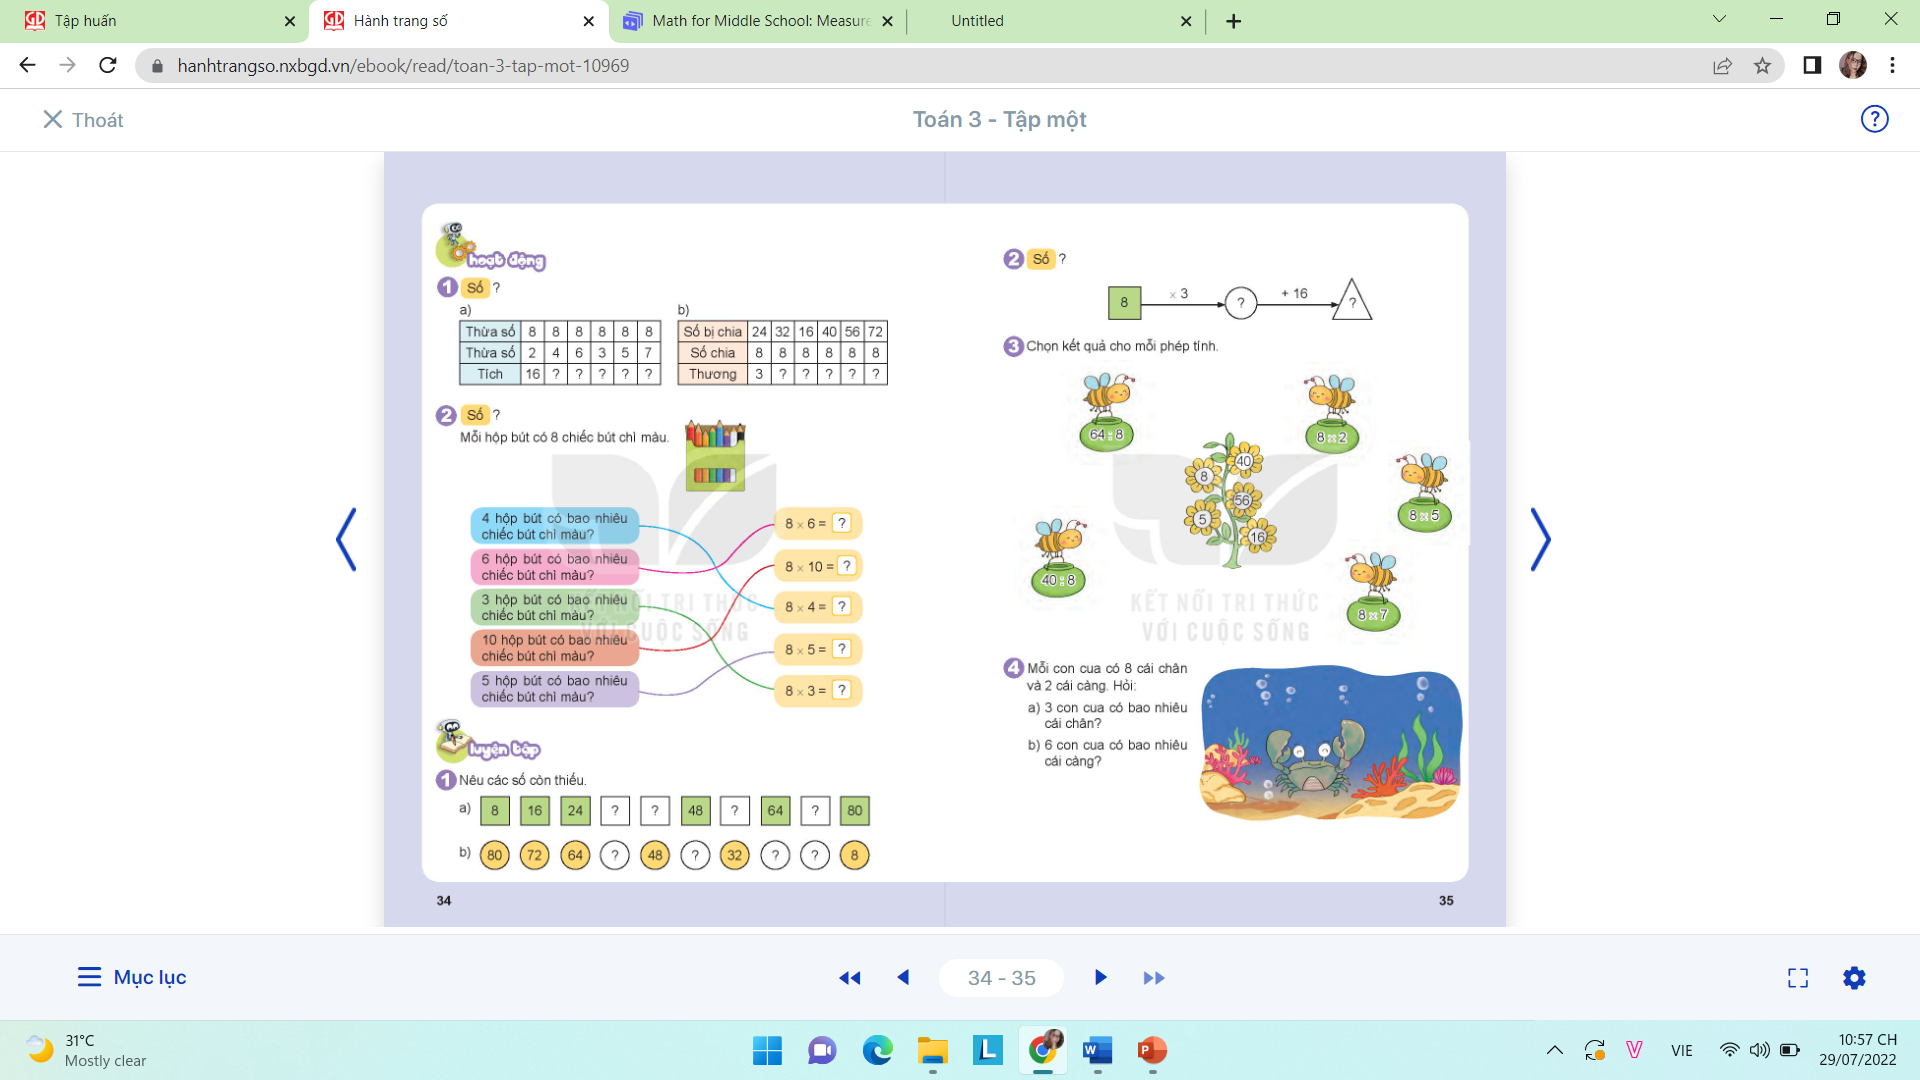 Tập huấn
Hành trang số
Math for Middle School: Measure
Untitled
hanhtrangso.nxbgd.vn/ebook/read/toan-3-tap-mot-10969
Thoát
Toán 3 - Tập một
?
hoạt động
1 Số ?
a)
Thừa số 8 8 8 8 8 8
Thừa số 2 4 6 3 5 7
Tích 16 ? ? ? ? ?
b)
Số bị chia 24 32 16 40 56 72
Số chia 8 8 8 8 8 8
Thương 3 ? ? ? ? ?
2 Số ?
Mỗi hộp bút có 8 chiếc bút chì màu.
4 hộp bút có bao nhiêu
chiếc bút chì màu?
6 hộp bút có bao nhiêu
chiếc bút chì màu?
3 hộp bút có bao nhiêu
chiếc bút chì màu?
10 hộp bút có bao nhiêu
chiếc bút chì màu?
5 hộp bút có bao nhiêu
chiếc bút chì màu?
8 × 6 = ?
8 × 10 = ?
8 × 4 = ?
8 × 5 = ?
8 × 3 = ?
KẾT NỐI TRI THỨC
VỚI CUỘC SỐNG
luyện tập
1 Nêu các số còn thiếu.
a) 8 16 24 ? ? 48 ? 64 ? 80
b) 80 72 64 ? 48 ? 32 ? ? 8
34
2 Số ?
8 × 3 ? + 16 ?
3 Chọn kết quả cho mỗi phép tính.
64 : 8
8 × 2
8 × 5
40 : 8
8 × 7
40
8
56
5
16
KẾT NỐI TRI THỨC
VỚI CUỘC SỐNG
4 Mỗi con cua có 8 cái chân
và 2 cái càng. Hỏi:
a) 3 con cua có bao nhiêu
cái chân?
b) 6 con cua có bao nhiêu
cái càng?
35
Mục lục
34 - 35
31°C
Mostly clear
VIE
10:57 CH
29/07/2022